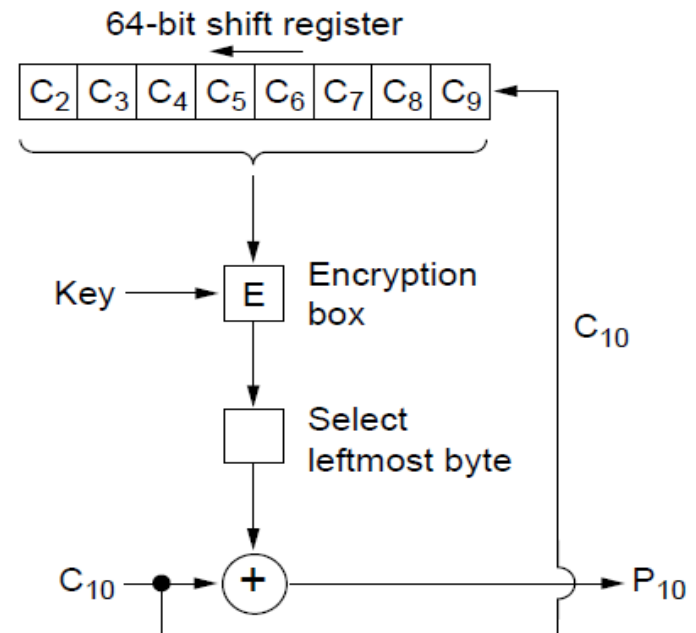 64-bit shift register
C2 C3 C4 C5 C6 C7 C8 C9
Key
E
Encryption
box
C10
Select
leftmost byte
C10
+
P10